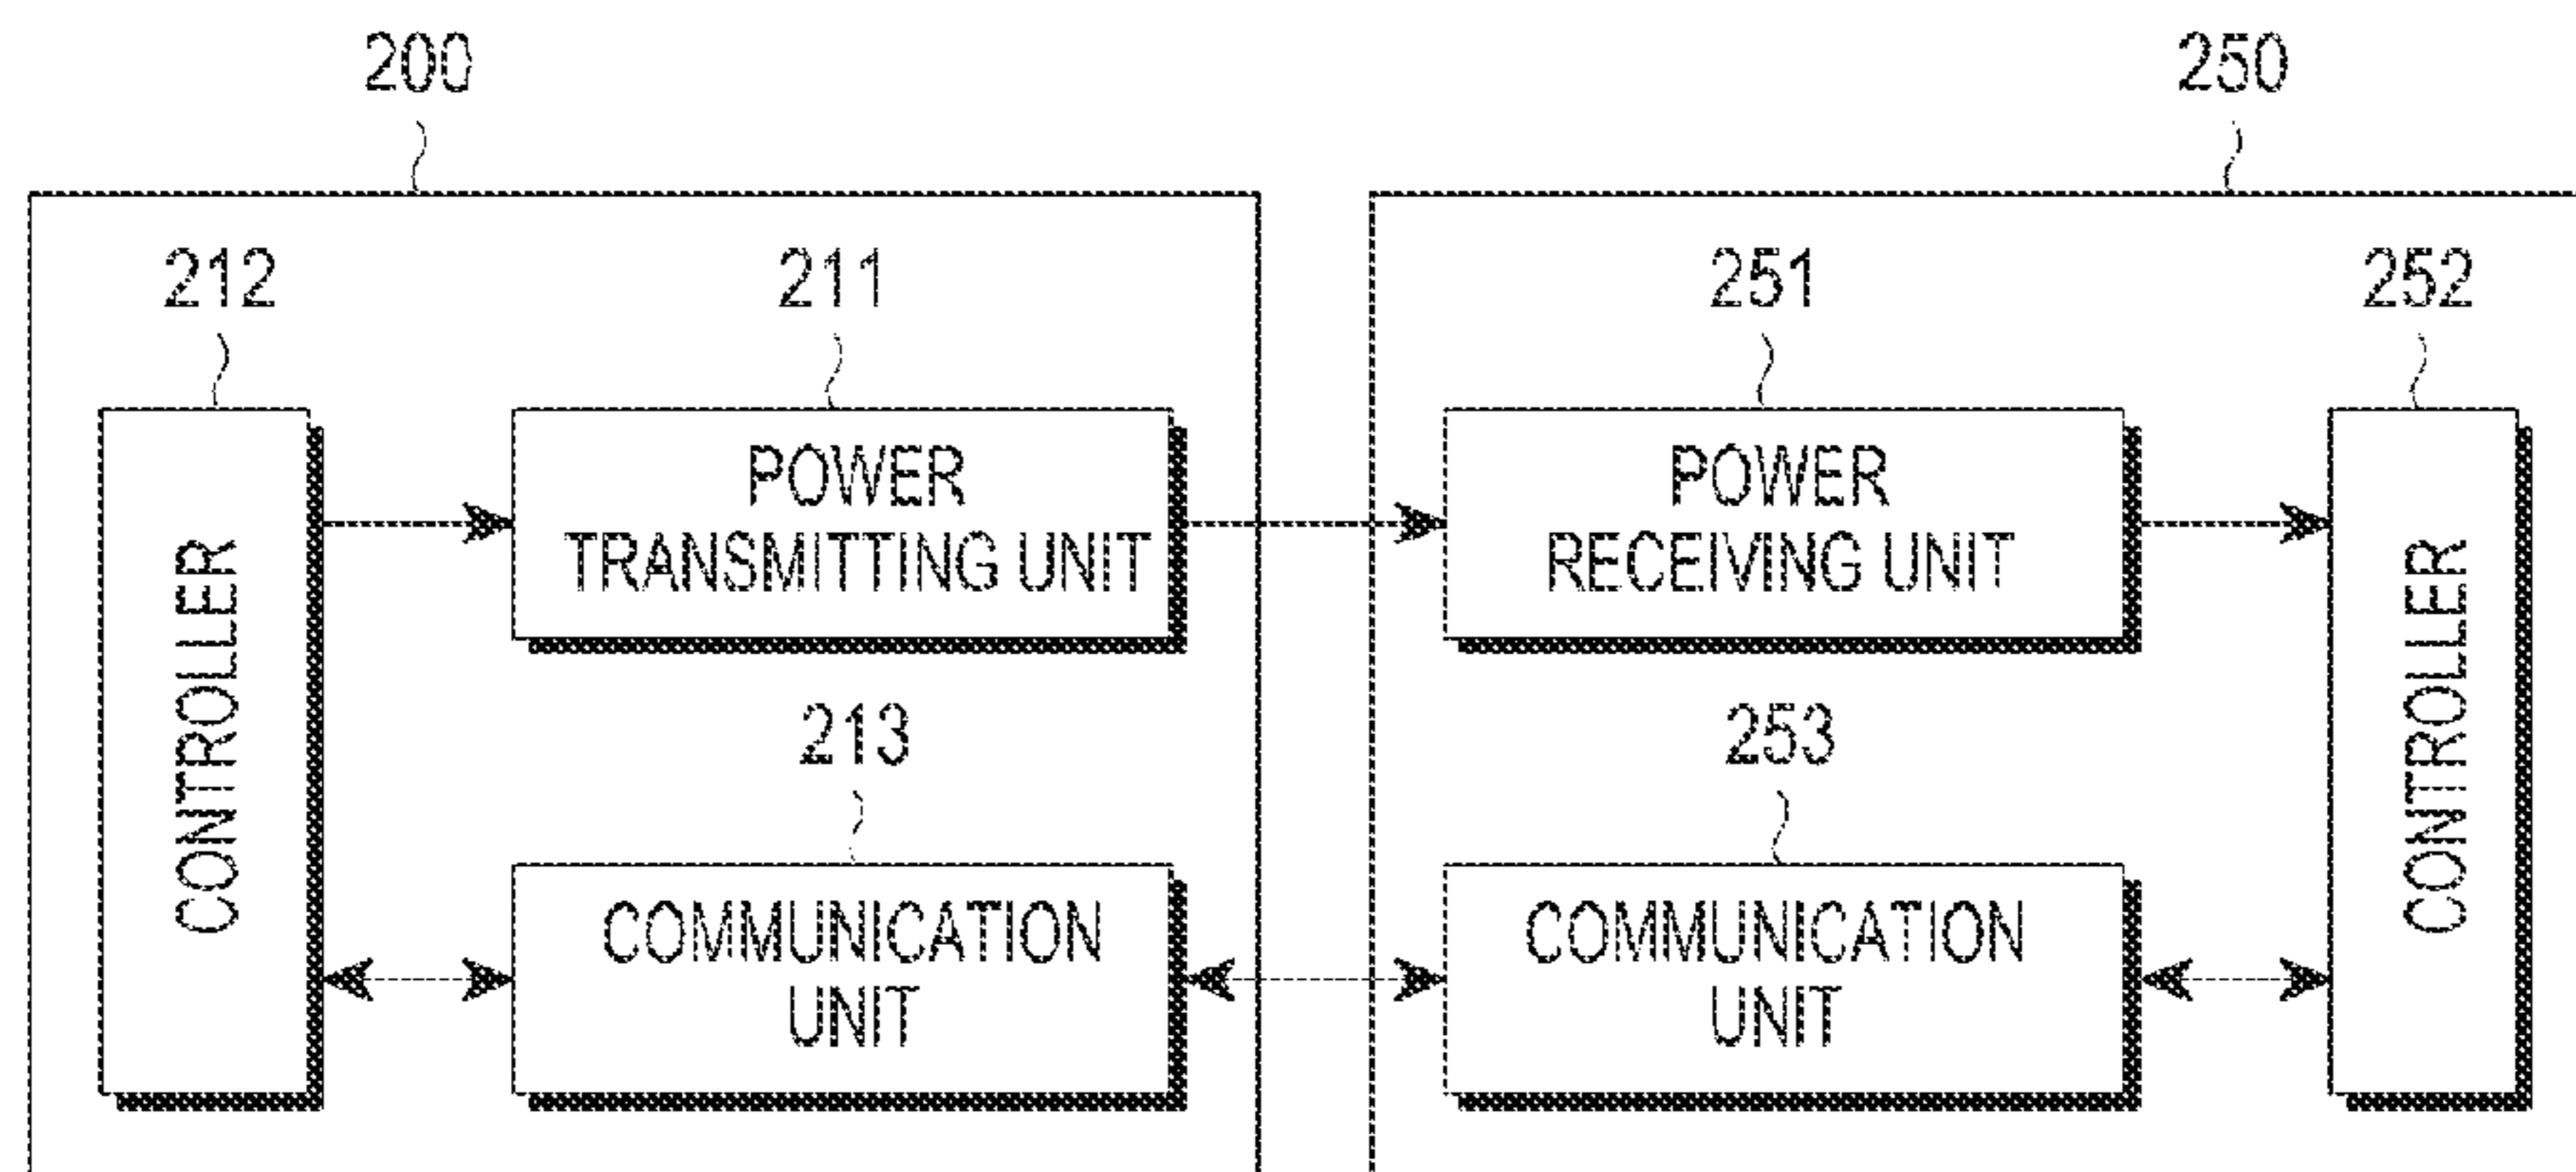 200
250
212
211
251
252
POWER
TRANSMITTING UNIT
POWER
RECEIVING UNIT
CONTROLLER
CONTROLLER
213
253
COMMUNICATION
UNIT
COMMUNICATION
UNIT